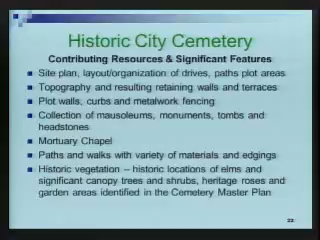 Historic City Cemetery
Contributing Resources & Significant Features
Site plan, layout/organization of drives, paths plot areas
Topography and resulting retaining walls and terraces
Plot walls, curbs and metalwork fencing
Collection of mausoleums, monuments, tombs and
headstones
Mortuary Chapel
Paths and walks with variety of materials and edgings
Historic vegetation – historic locations of elms and
significant canopy trees and shrubs, heritage roses and
garden areas identified in the Cemetery Master Plan